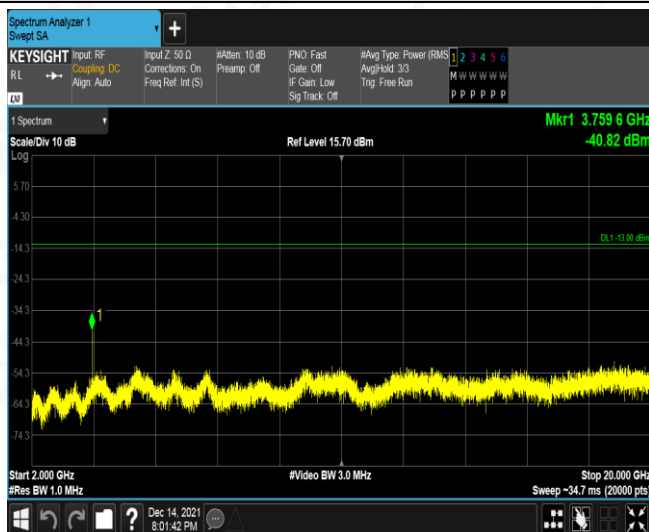 Spectrum Analyzer 1
Swept SA
+
KEYSIGHT
RL
LXI
Input: RF
Coupling: DC
Align: Auto
Input Z: 50 Ω
Corrections: On
Freq Ref: Int (S)
#Atten: 10 dB
Preamp: Off
PNO: Fast
Gate: Off
IF Gain: Low
Sig Track: Off
#Avg Type: Power (RMS
Avg|Hold: 3/3
Trig: Free Run
1 2 3 4 5 6
M W W W W W
P P P P P P
1 Spectrum
Scale/Div 10 dB
Ref Level 15.70 dBm
Mkr1 3.759 6 GHz
-40.82 dBm
Log
5.70
-4.30
DL1 -13.00 dBm
-14.3
-24.3
-34.3
1
-44.3
-54.3
-64.3
-74.3
Start 2.000 GHz
#Video BW 3.0 MHz
Stop 20.000 GHz
#Res BW 1.0 MHz
Sweep ~34.7 ms (20000 pts)
?
Dec 14, 2021
8:01:42 PM